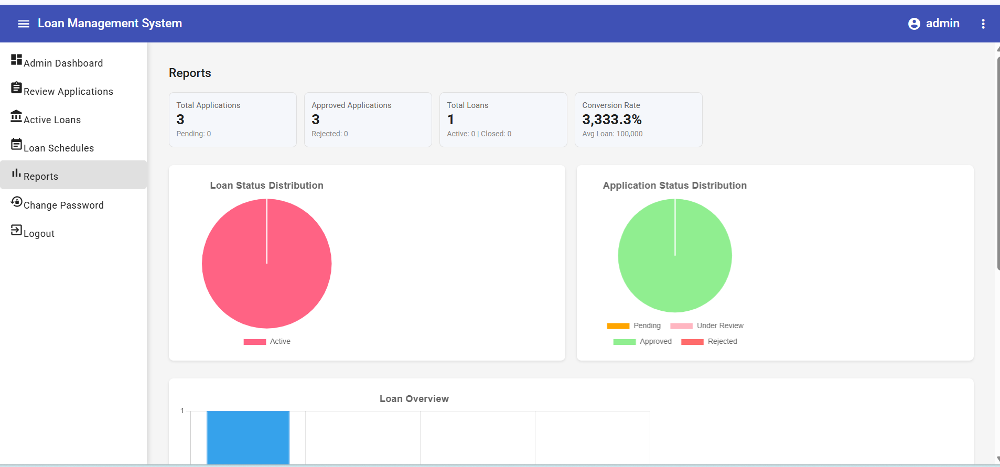 Loan Management System
admin
Admin Dashboard
Review Applications
Active Loans
Loan Schedules
Reports
Change Password
Logout
Reports
Total Applications
3
Pending: 0
Approved Applications
3
Rejected: 0
Total Loans
1
Active: 0 | Closed: 0
Conversion Rate
3,333.3%
Avg Loan: 100,000
Loan Status Distribution
Active
Application Status Distribution
Pending Under Review
Approved Rejected
Loan Overview
1